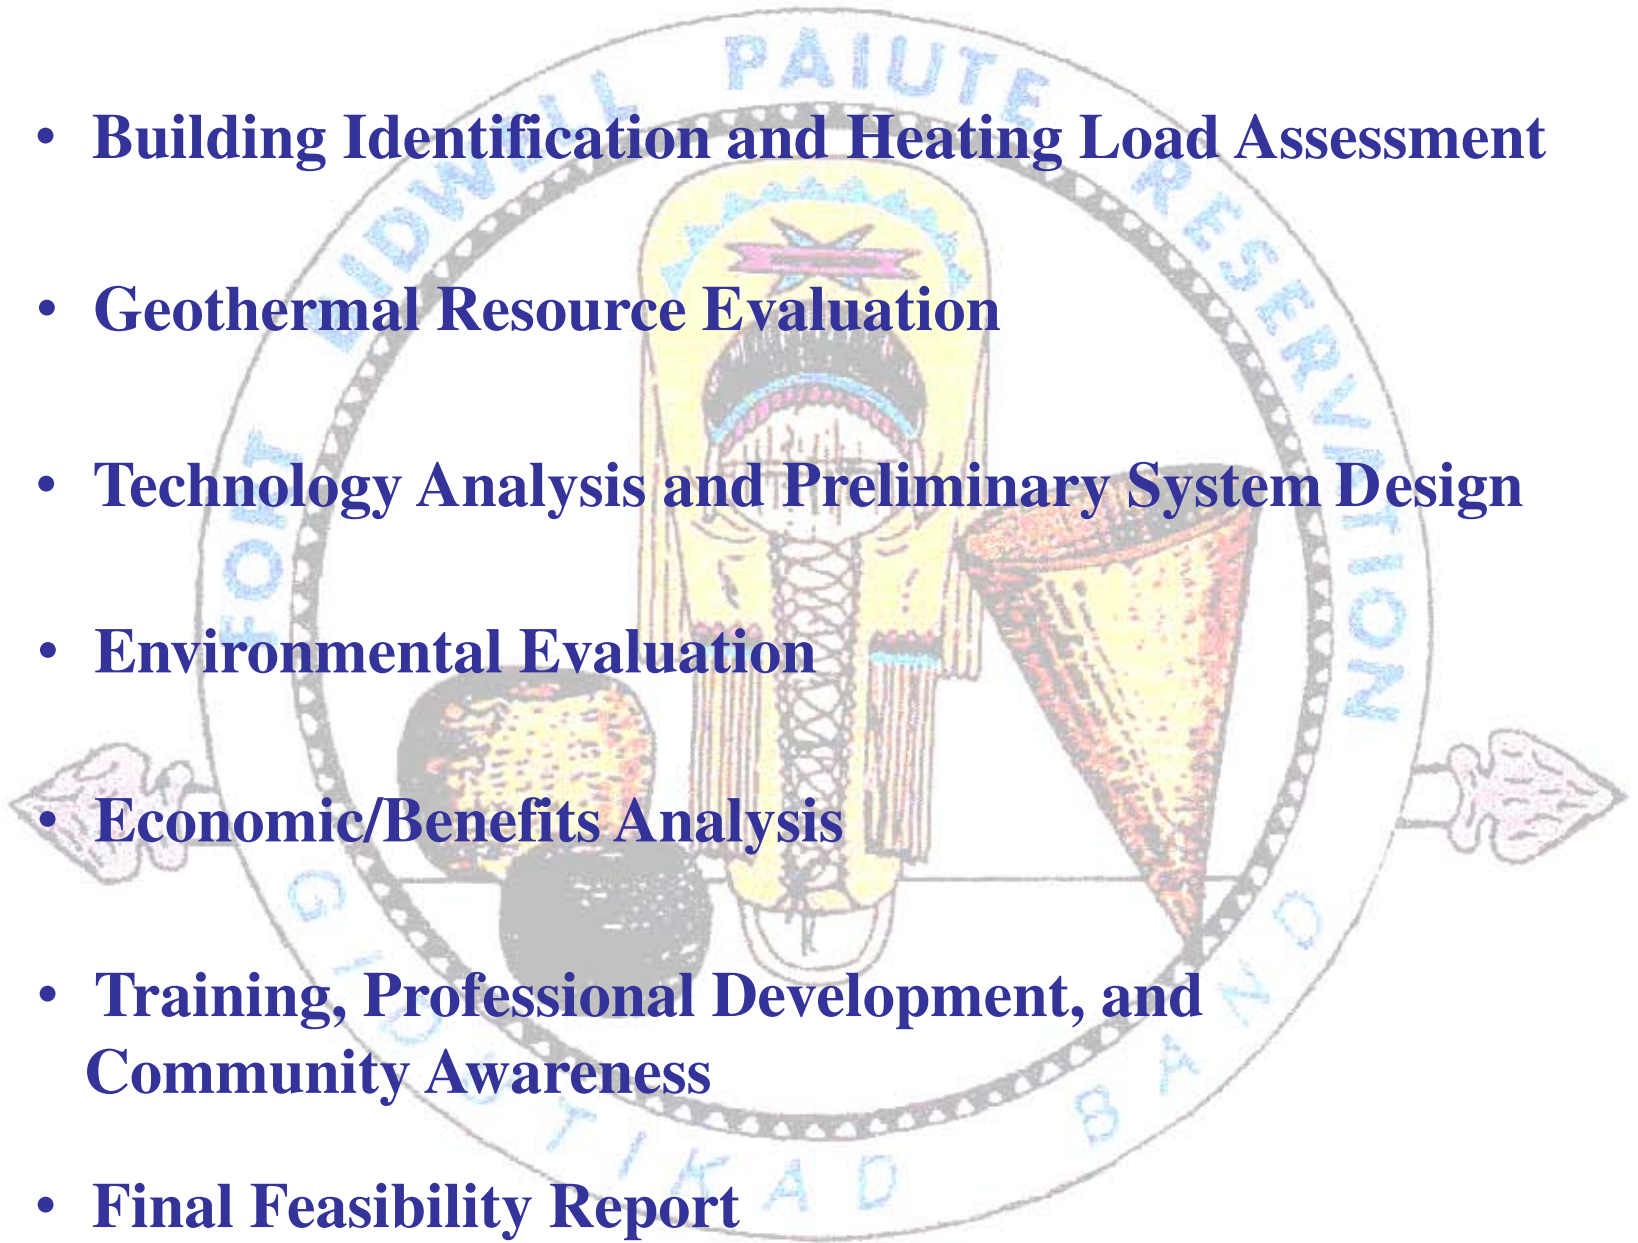 FORT BIDWELL PAIUTE RESERVATION
• Building Identification and Heating Load Assessment
• Geothermal Resource Evaluation
• Technology Analysis and Preliminary System Design
• Environmental Evaluation
• Economic/Benefits Analysis
• Training, Professional Development, and
Community Awareness
• Final Feasibility Report
GIDUTIKAD BAND